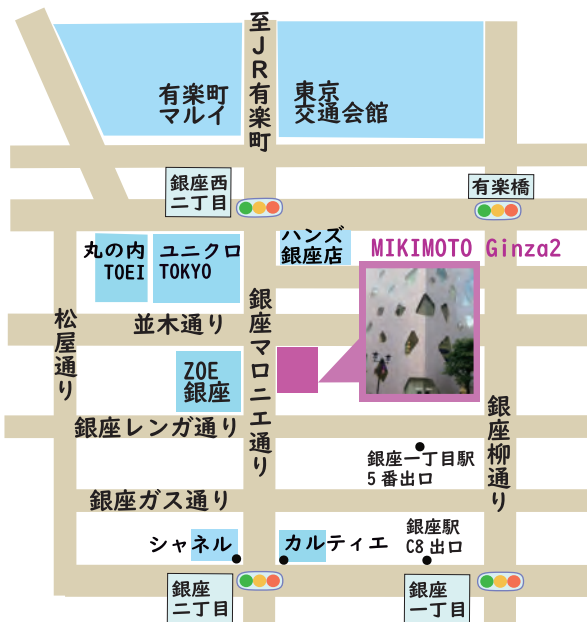 至JR有楽町
有楽町
マルイ
東京
交通会館
銀座西
二丁目
有楽橋
丸の内
TOEI
ユニクロ
TOKYO
ハンズ
銀座店
MIKIMOTO Ginza2
松屋通り
並木通り
銀座マロニエ通り
ZOE
銀座
銀座柳通り
銀座レンガ通り
銀座一丁目駅
5番出口
銀座ガス通り
シャネル
カルティエ
銀座駅
C8出口
銀座
二丁目
銀座
一丁目